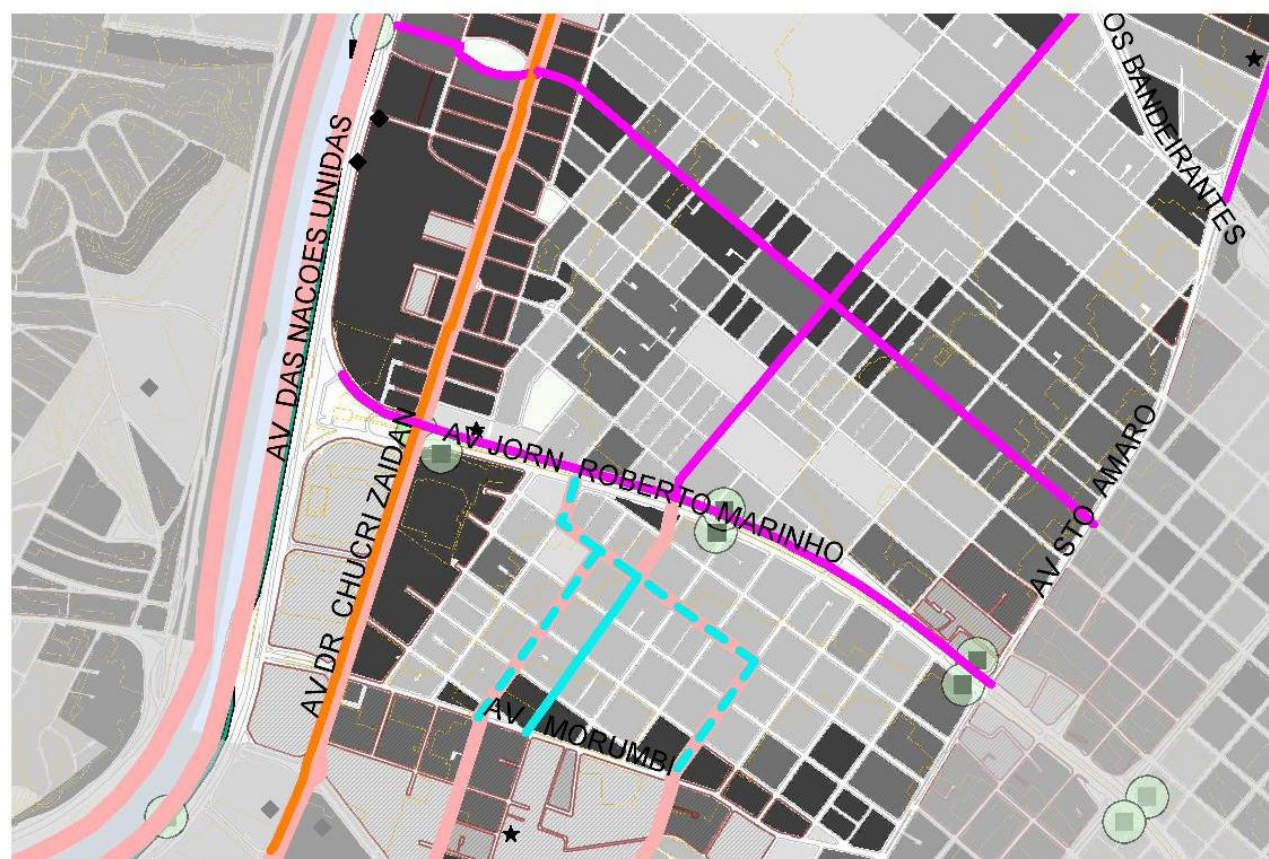 OS BANDEIRANTES
AV DAS NACOES UNIDAS
AV DR CHUCRI ZAIDAN
AV JORN ROBERTO MARINHO
AV STO AMARO
AV MORUMBI